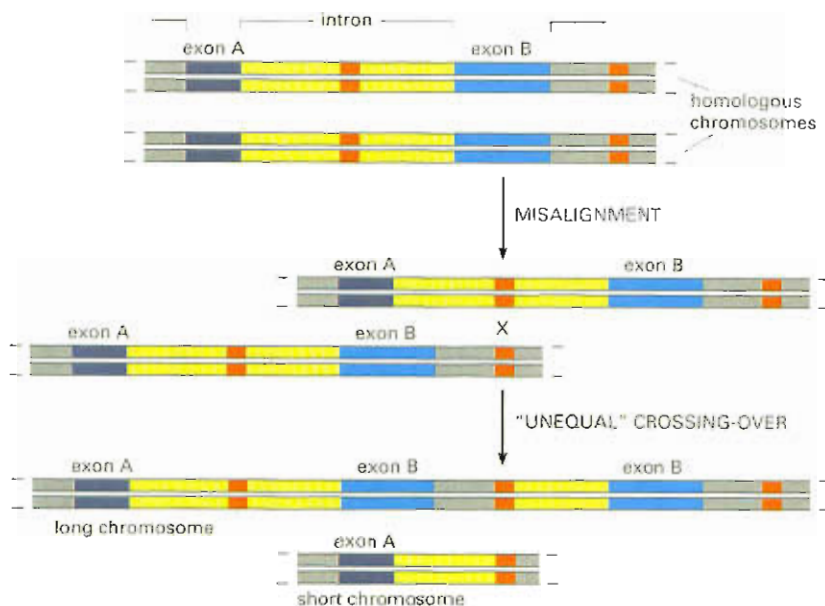 intron
exon A exon B
homologous
chromosomes
MISALIGNMENT
exon A exon B
X
exon A exon B
"UNEQUAL" CROSSING-OVER
exon A exon B exon B
long chromosome
exon A
short chromosome